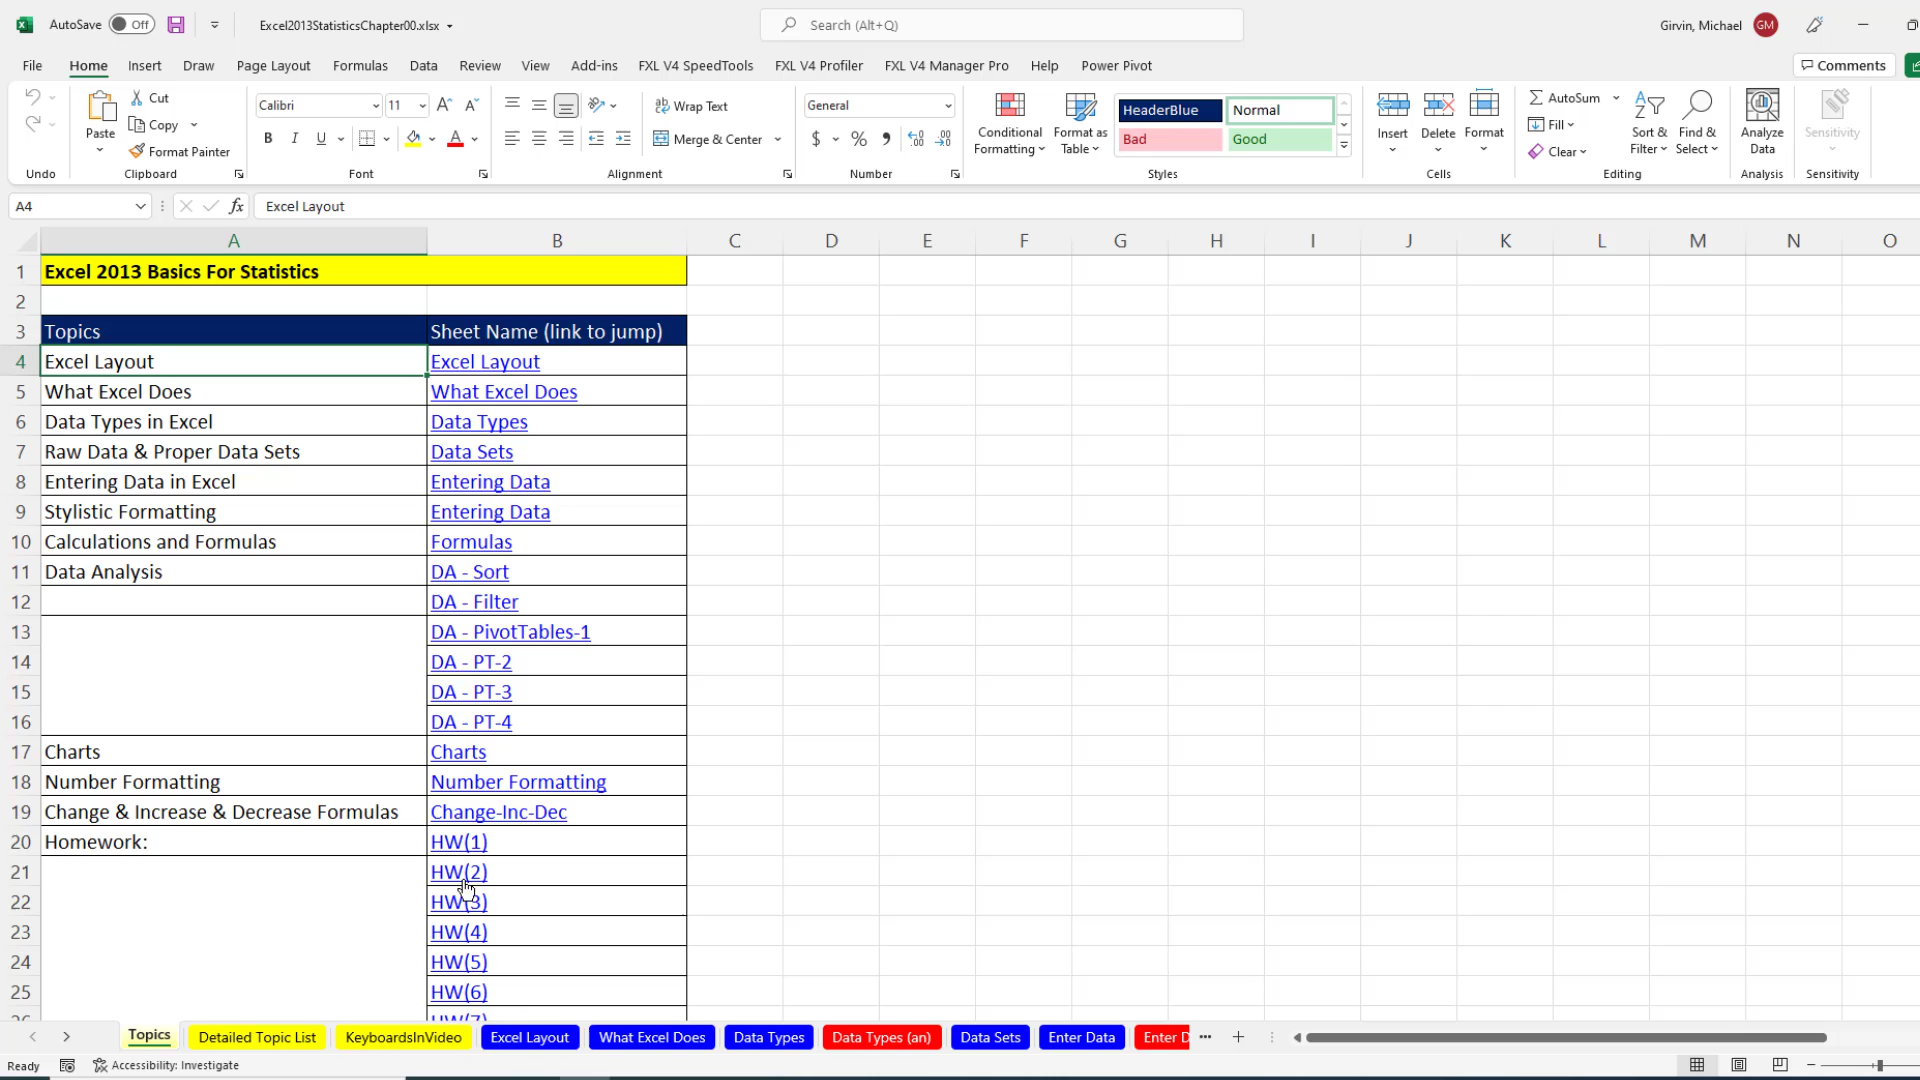 AutoSave Off Excel2013StatisticsChapter00.xlsx Search (Alt+Q) Girvin, Michael GM
File Home Insert Draw Page Layout Formulas Data Review View Add-ins FXL V4 SpeedTools FXL V4 Profiler FXL V4 Manager Pro Help Power Pivot Comments
Paste Cut Copy Format Painter
Calibri 11 Wrap Text Merge & Center
General
Conditional Formatting Format as Table HeaderBlue Normal Bad Good
Insert Delete Format
AutoSum Fill Clear Sort & Filter Find & Select
Analyze Data Sensitivity
Undo Clipboard Font Alignment Number Styles Cells Editing Analysis Sensitivity
A4 fx Excel Layout
A B C D E F G H I J K L M N O
1 Excel 2013 Basics For Statistics
2
3 Topics Sheet Name (link to jump)
4 Excel Layout Excel Layout
5 What Excel Does What Excel Does
6 Data Types in Excel Data Types
7 Raw Data & Proper Data Sets Data Sets
8 Entering Data in Excel Entering Data
9 Stylistic Formatting Entering Data
10 Calculations and Formulas Formulas
11 Data Analysis DA - Sort
12 DA - Filter
13 DA - PivotTables-1
14 DA - PT-2
15 DA - PT-3
16 DA - PT-4
17 Charts Charts
18 Number Formatting Number Formatting
19 Change & Increase & Decrease Formulas Change-Inc-Dec
20 Homework: HW(1)
21 HW(2)
22 HW(3)
23 HW(4)
24 HW(5)
25 HW(6)
26 HW(7)
Topics Detailed Topic List KeyboardsInVideo Excel Layout What Excel Does Data Types Data Types (an) Data Sets Enter Data Enter D
Ready Accessibility: Investigate